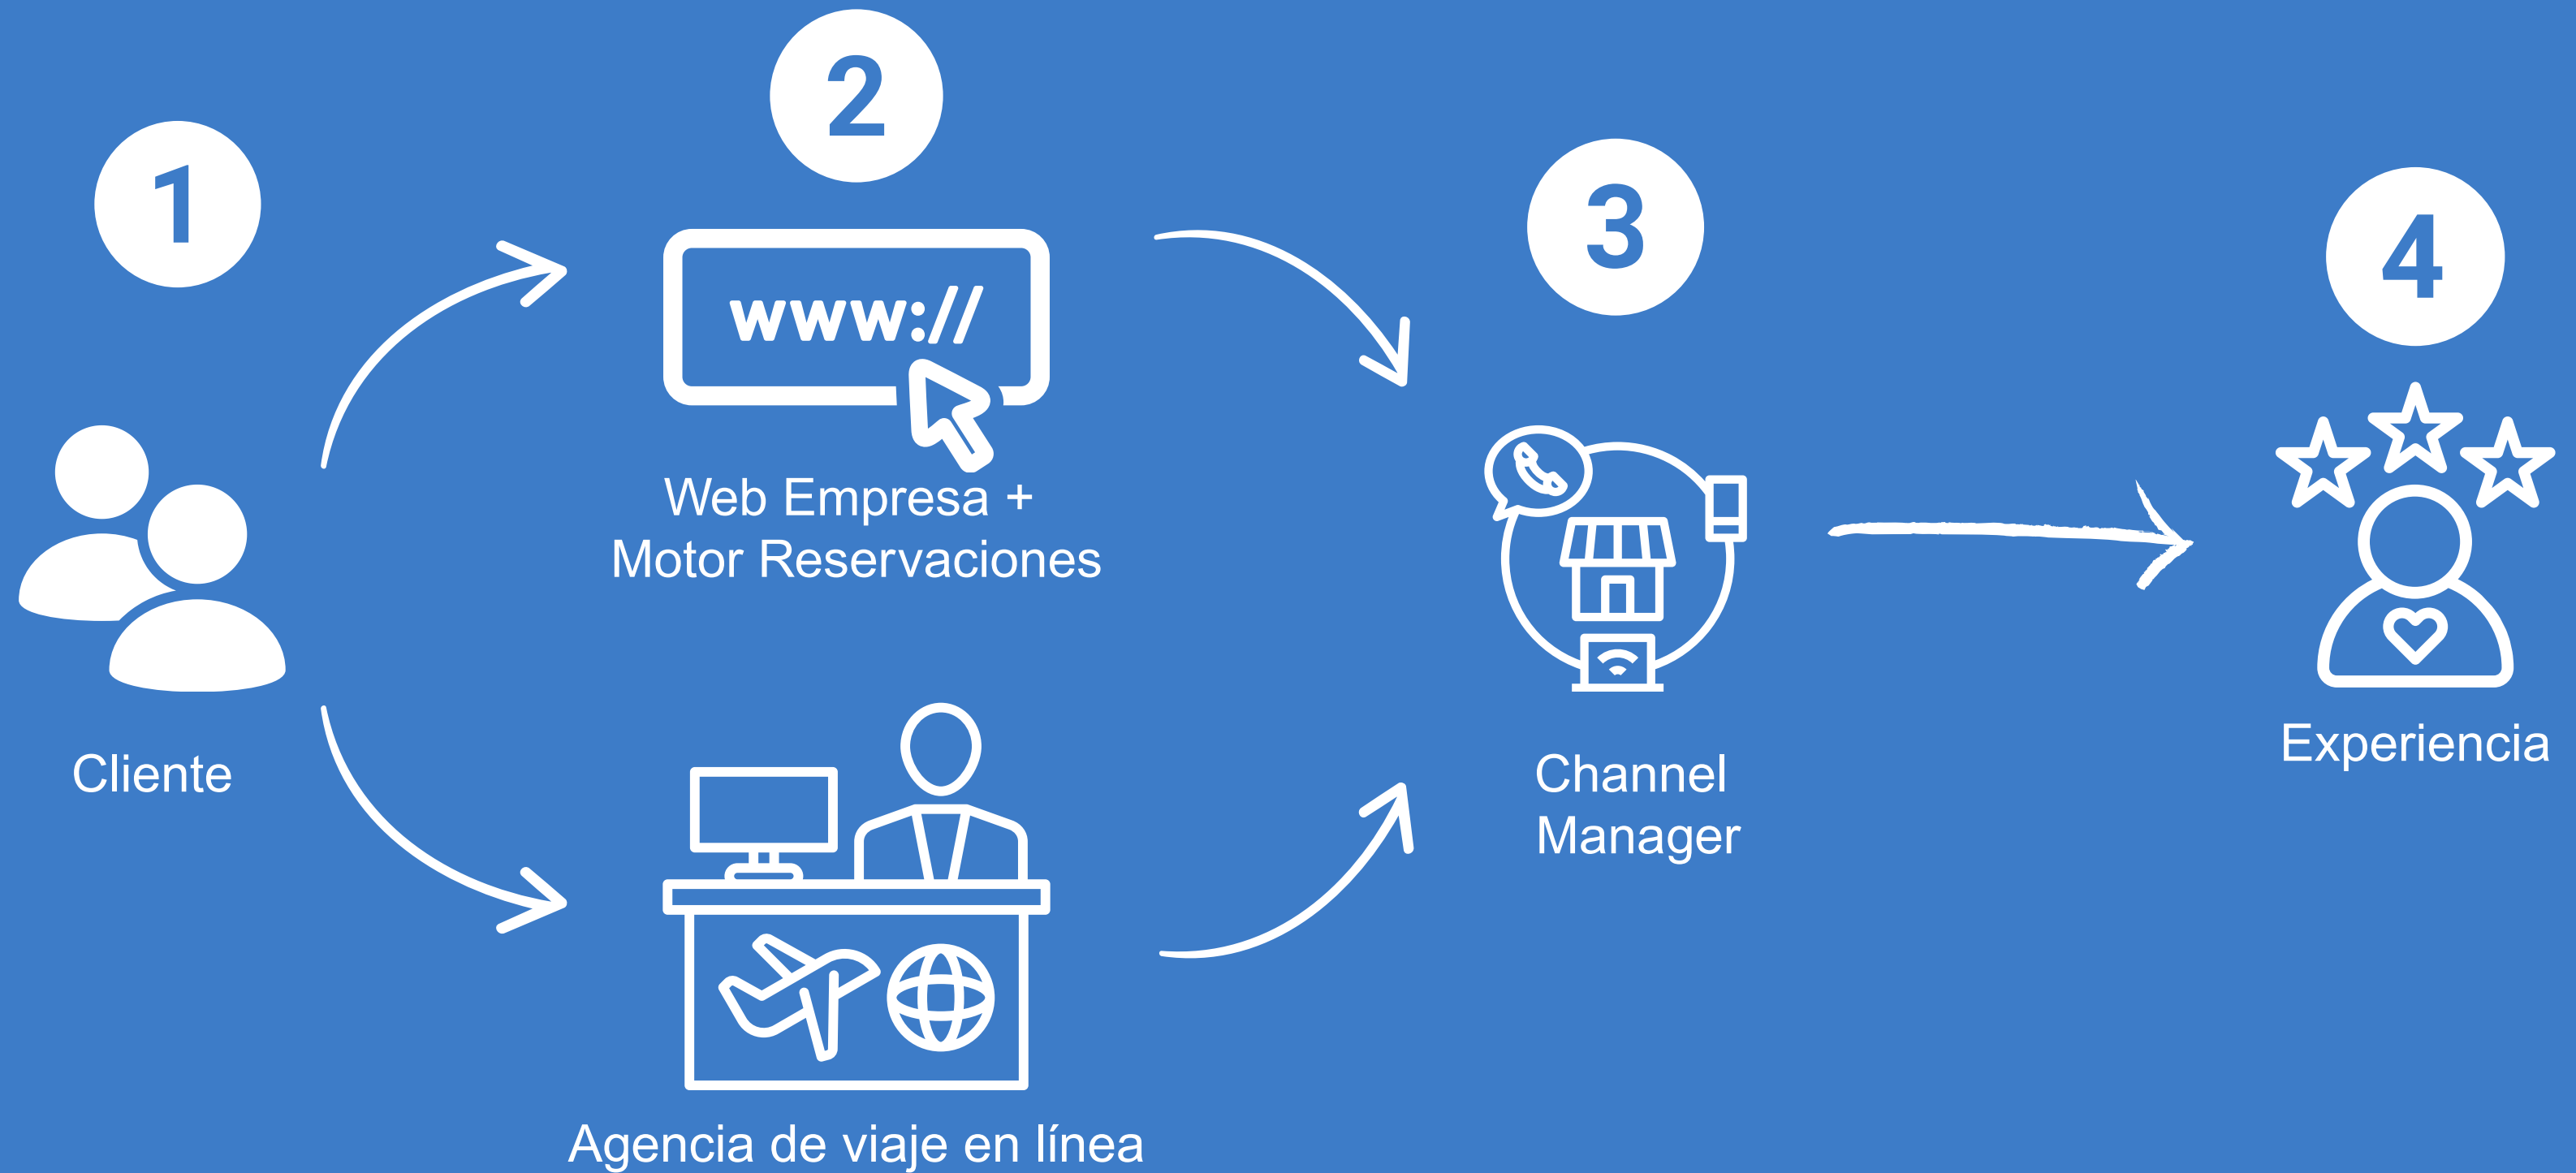 1
Cliente
2
www://
Web Empresa +
Motor Reservaciones
Agencia de viaje en línea
3
Channel
Manager
4
Experiencia